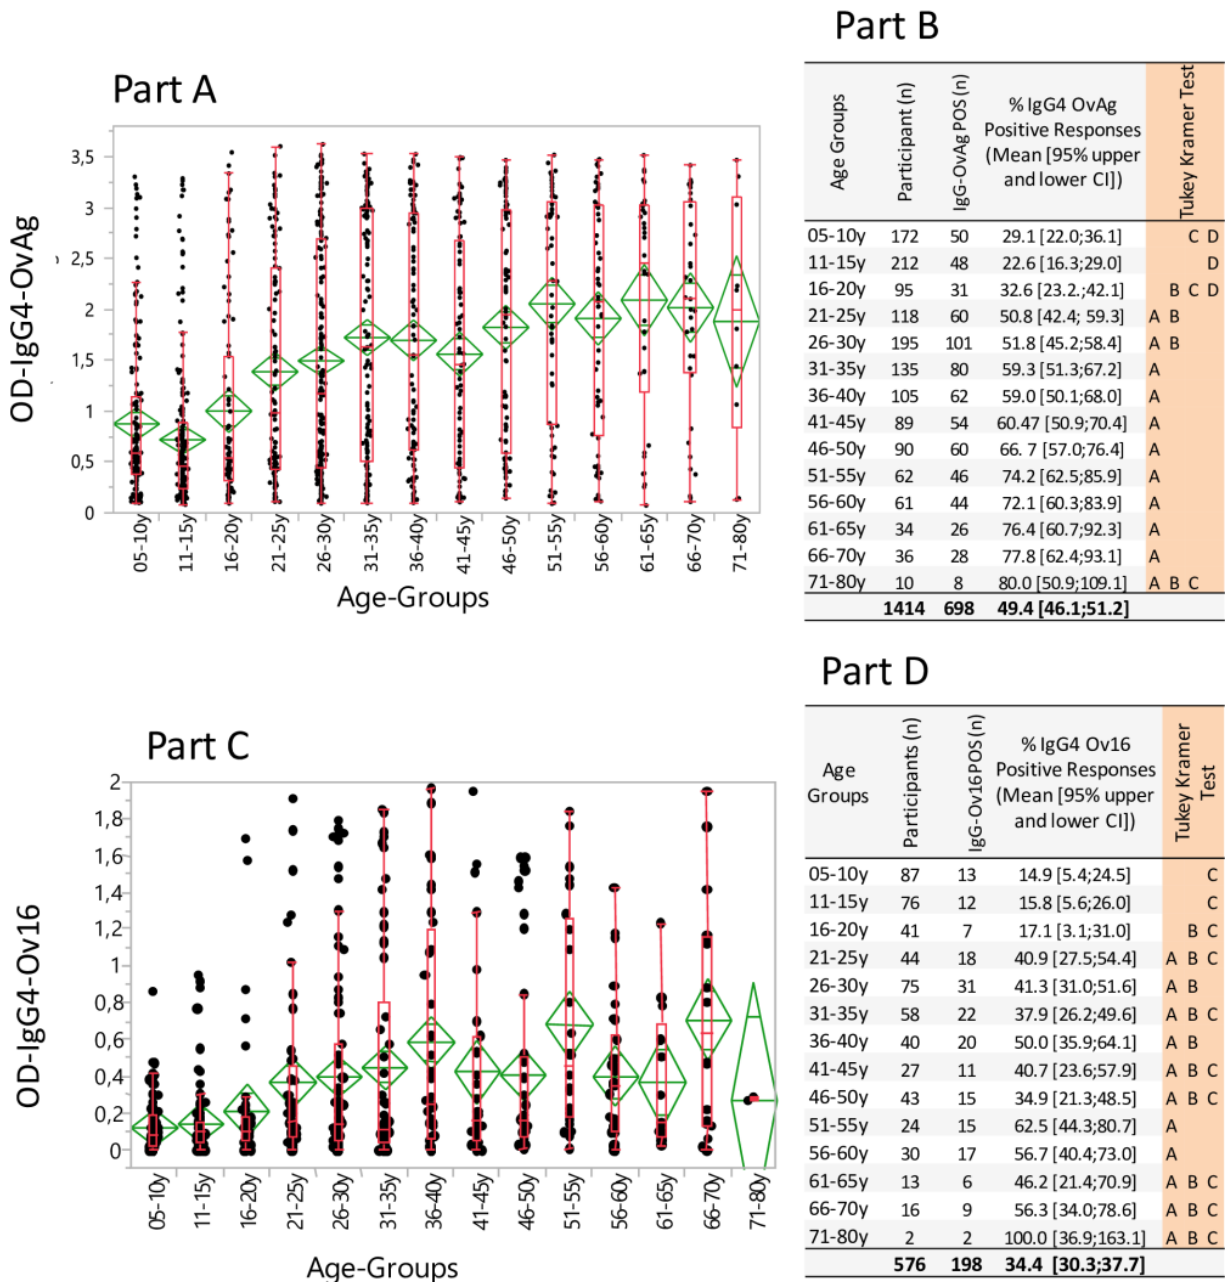 Part A
OD-IgG4-OvAg
3,5
3
2,5
2
1,5
1
0,5
0
05-10y
11-15y
16-20y
21-25y
26-30y
31-35y
36-40y
41-45y
46-50y
51-55y
56-60y
61-65y
66-70y
71-80y
Age-Groups
Part B
Age Groups
Participant (n)
IgG-OvAg POS (n)
% IgG4 OvAg
Positive Responses
(Mean [95% upper
and lower CI])
Tukey Kramer Test
05-10y 172 50 29.1 [22.0;36.1] C D
11-15y 212 48 22.6 [16.3;29.0] D
16-20y 95 31 32.6 [23.2.;42.1] B C D
21-25y 118 60 50.8 [42.4; 59.3] A B
26-30y 195 101 51.8 [45.2;58.4] A B
31-35y 135 80 59.3 [51.3;67.2] A
36-40y 105 62 59.0 [50.1;68.0] A
41-45y 89 54 60.47 [50.9;70.4] A
46-50y 90 60 66. 7 [57.0;76.4] A
51-55y 62 46 74.2 [62.5;85.9] A
56-60y 61 44 72.1 [60.3;83.9] A
61-65y 34 26 76.4 [60.7;92.3] A
66-70y 36 28 77.8 [62.4;93.1] A
71-80y 10 8 80.0 [50.9;109.1] A B C
1414 698 49.4 [46.1;51.2]
Part C
OD-IgG4-Ov16
2
1,8
1,6
1,4
1,2
1
0,8
0,6
0,4
0,2
0
05-10y
11-15y
16-20y
21-25y
26-30y
31-35y
36-40y
41-45y
46-50y
51-55y
56-60y
61-65y
66-70y
71-80y
Age-Groups
Part D
Age
Groups
Participants (n)
IgG-Ov16POS (n)
% IgG4 Ov16
Positive Responses
(Mean [95% upper
and lower CI])
Tukey Kramer
Test
05-10y 87 13 14.9 [5.4;24.5] C
11-15y 76 12 15.8 [5.6;26.0] C
16-20y 41 7 17.1 [3.1;31.0] B C
21-25y 44 18 40.9 [27.5;54.4] A B C
26-30y 75 31 41.3 [31.0;51.6] A B
31-35y 58 22 37.9 [26.2;49.6] A B C
36-40y 40 20 50.0 [35.9;64.1] A B
41-45y 27 11 40.7 [23.6;57.9] A B C
46-50y 43 15 34.9 [21.3;48.5] A B C
51-55y 24 15 62.5 [44.3;80.7] A
56-60y 30 17 56.7 [40.4;73.0] A
61-65y 13 6 46.2 [21.4;70.9] A B C
66-70y 16 9 56.3 [34.0;78.6] A B C
71-80y 2 2 100.0 [36.9;163.1] A B C
576 198 34.4 [30.3;37.7]